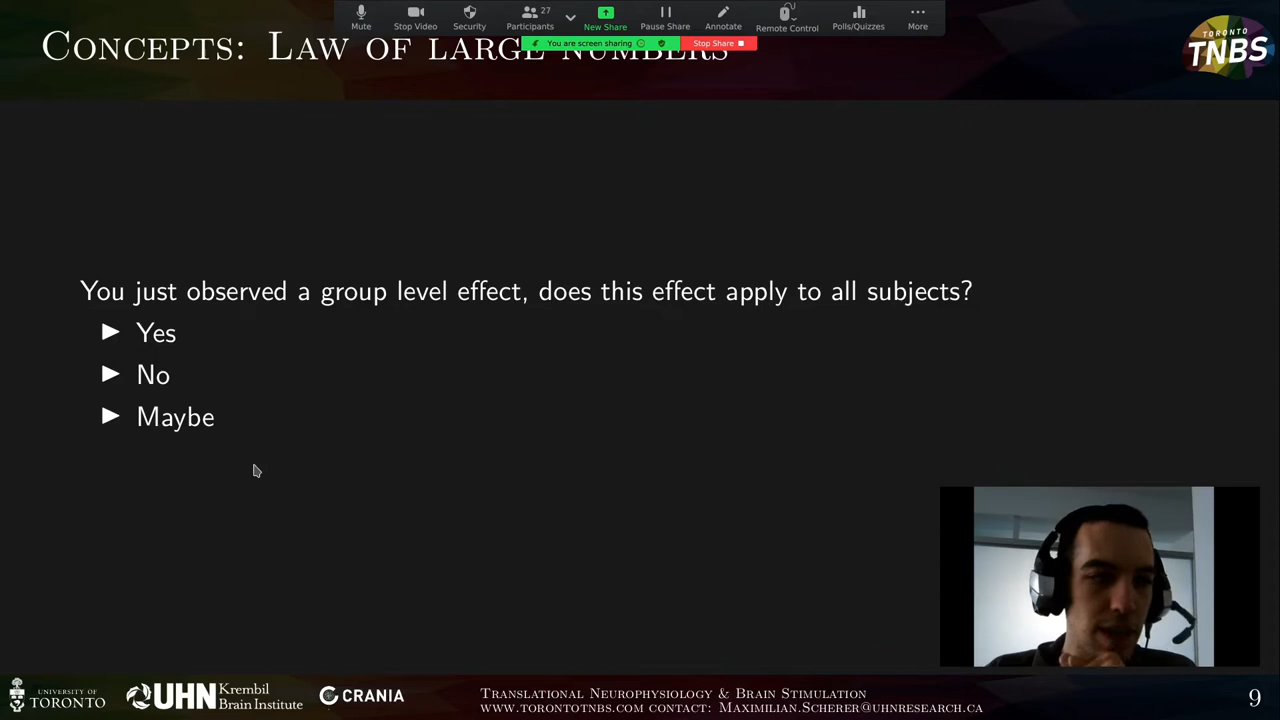 Mute
Stop Video
Security
Participants
27
New Share
Pause Share
Annotate
Remote Control
Polls/Quizzes
More
You are screen sharing
Stop Share
Concepts: Law of large numbers
TORONTO
TNBS
You just observed a group level effect, does this effect apply to all subjects?
Yes
No
Maybe
UNIVERSITY OF
TORONTO
UHN
Krembil
Brain Institute
CRANIA
Translational Neurophysiology & Brain Stimulation
www.torontotnbs.com contact: Maximilian.Scherer@uhnresearch.ca
9